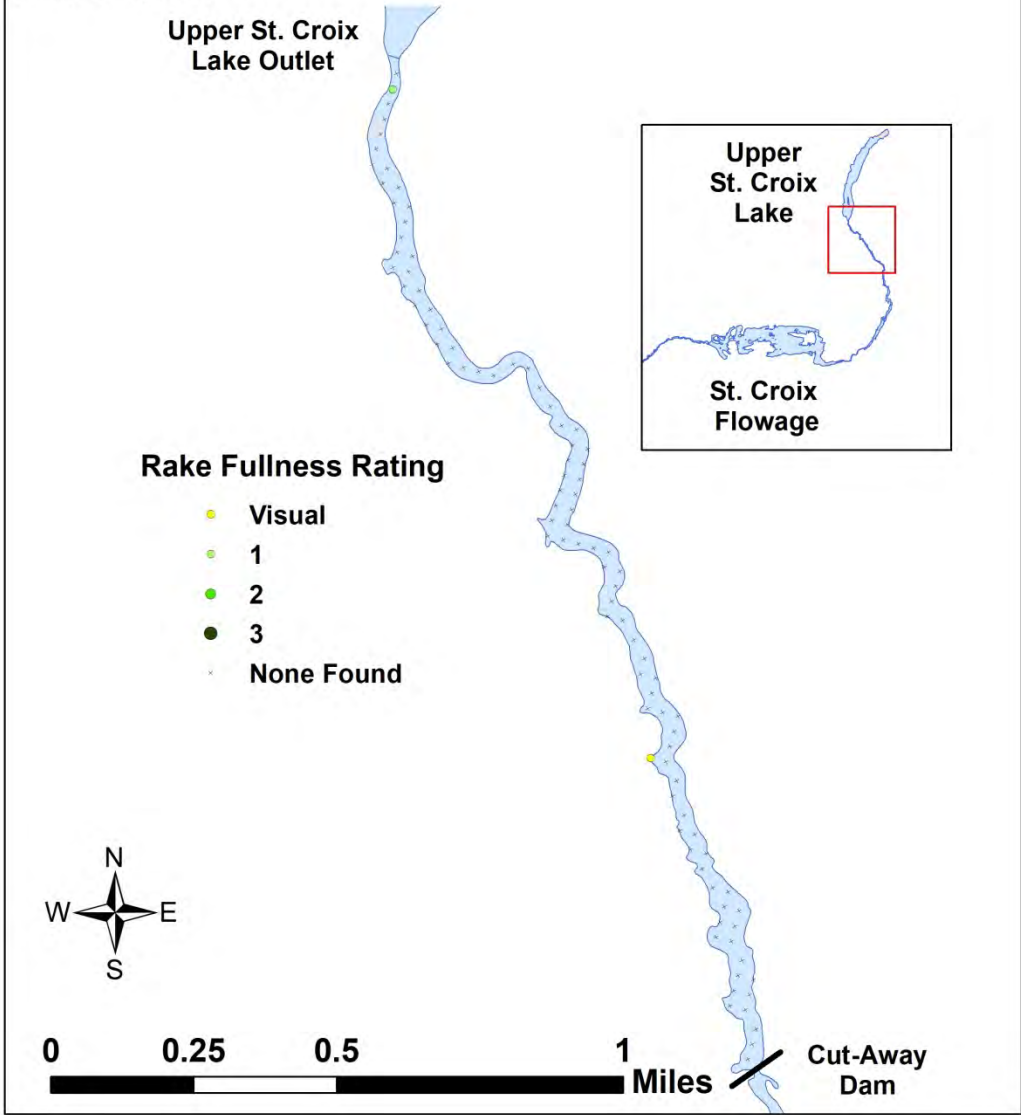 Upper St. Croix
Lake Outlet
Upper
St. Croix
Lake
St. Croix
Flowage
Rake Fullness Rating
Visual
1
2
3
None Found
N
W E
S
0 0.25 0.5 1
Miles
Cut-Away
Dam